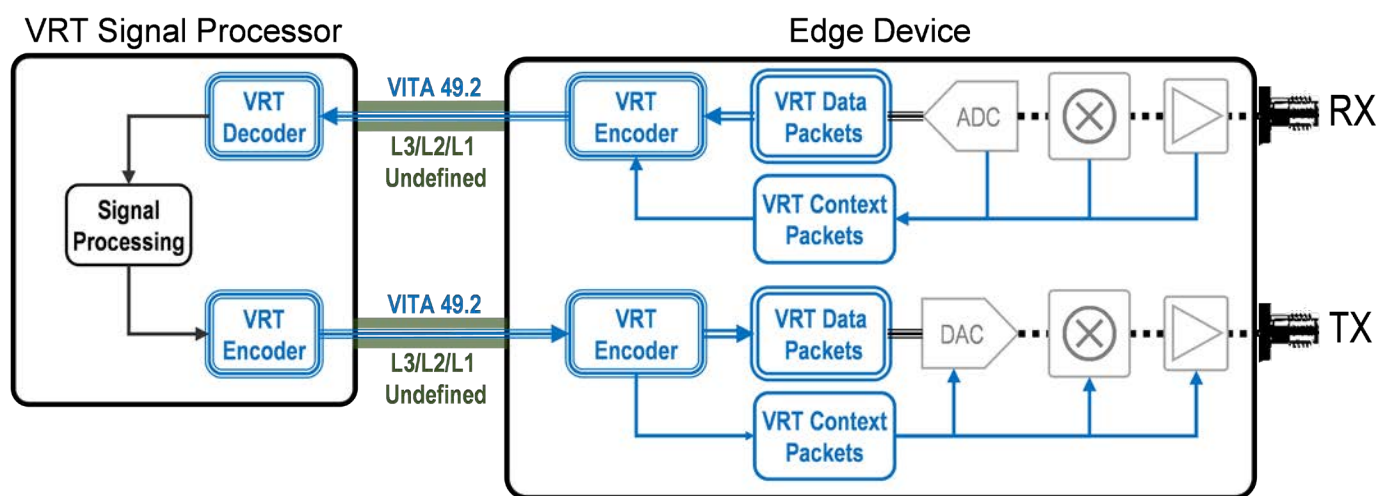 VRT Signal Processor
Edge Device
VRT
Decoder
VITA 49.2
L3/L2/L1
Undefined
VRT
Encoder
VRT Data
Packets
ADC
RX
VRT Context
Packets
Signal
Processing
VRT
Encoder
VITA 49.2
L3/L2/L1
Undefined
VRT
Encoder
VRT Data
Packets
DAC
TX
VRT Context
Packets